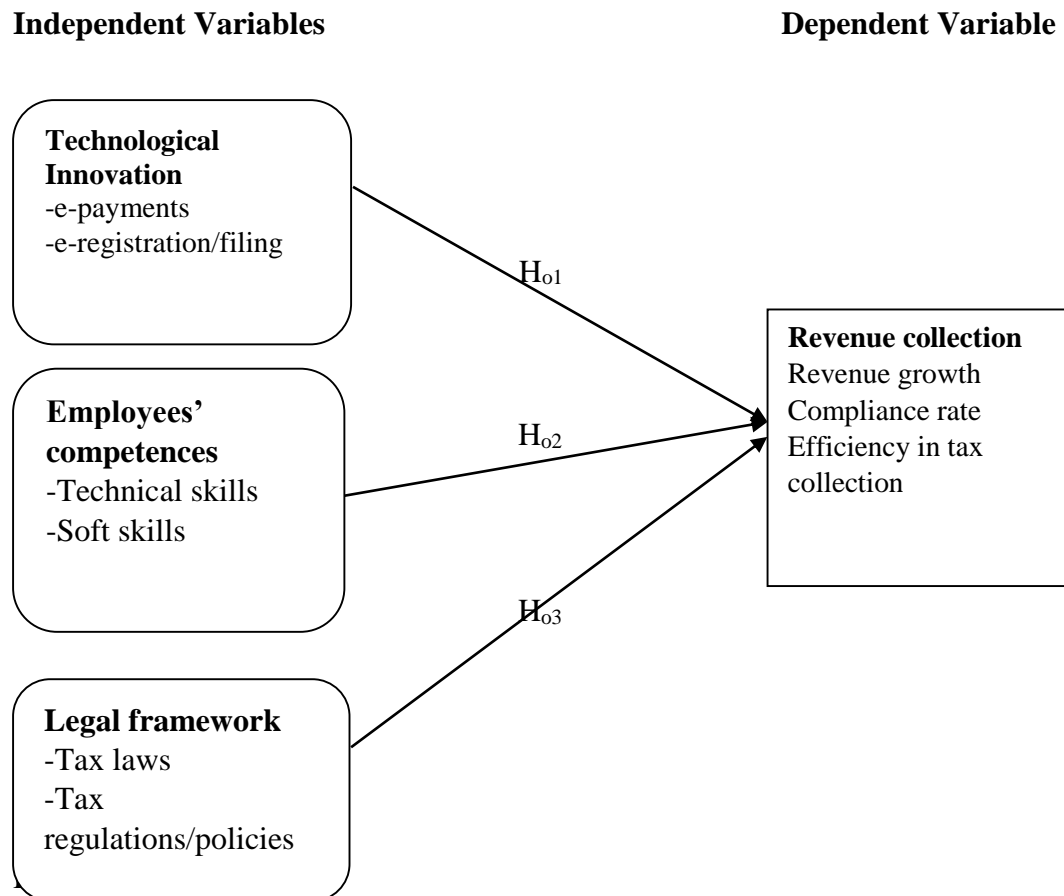 Independent Variables
Dependent Variable
Technological
Innovation
-e-payments
-e-registration/filing
Ho1
Revenue collection
Revenue growth
Compliance rate
Efficiency in tax
collection
Employees’
competences
-Technical skills
-Soft skills
Ho2
Ho3
Legal framework
-Tax laws
-Tax
regulations/policies